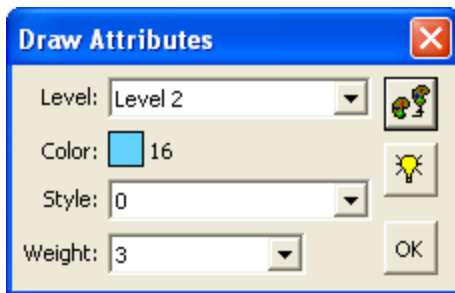 Draw Attributes
Level: Level 2
Color: 16
Style: 0
Weight: 3
OK